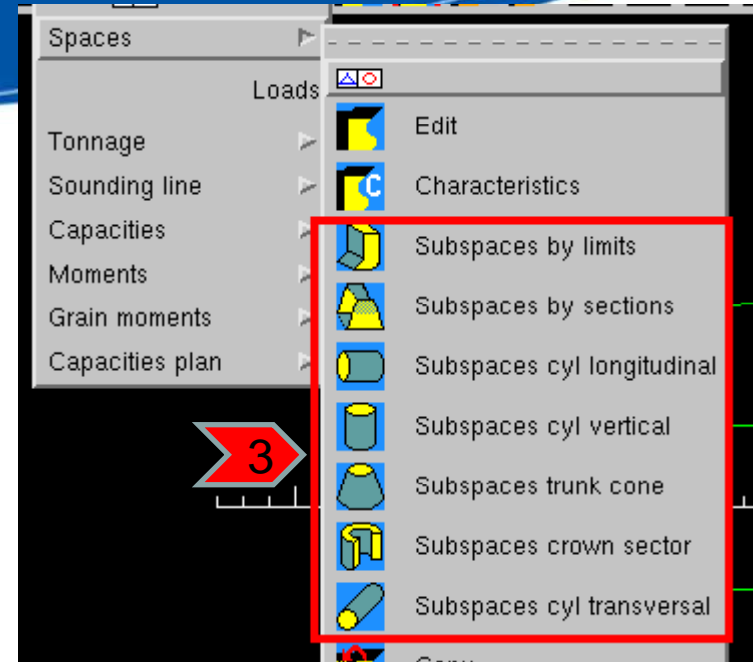 Spaces
Loads
Tonnage
Sounding line
Capacities
Moments
Grain moments
Capacities plan
Edit
C
Characteristics
Subspaces by limits
Subspaces by sections
Subspaces cyl longitudinal
Subspaces cyl vertical
Subspaces trunk cone
Subspaces crown sector
Subspaces cyl transversal
3